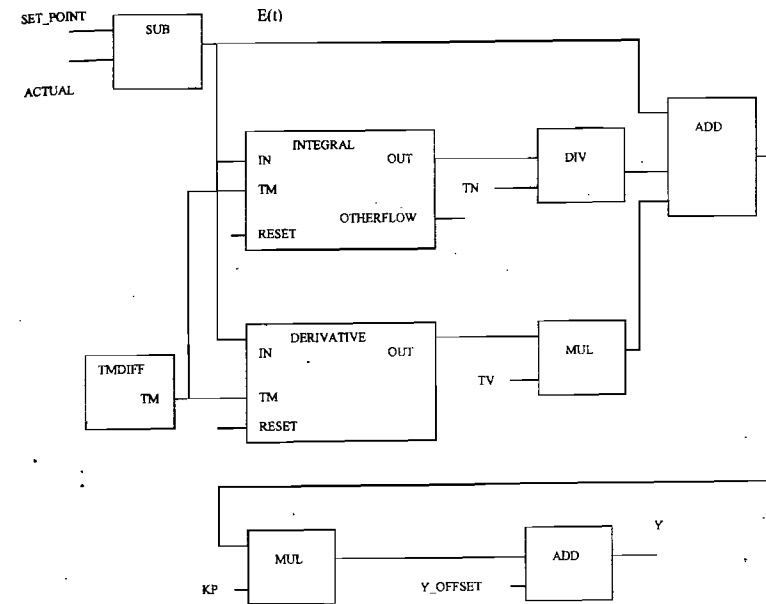 SET_POINT
E(t)
SUB
ACTUAL
INTEGRAL
IN
OUT
TM
OTHERFLOW
RESET
TN
DIV
ADD
DERIVATIVE
IN
OUT
TM
RESET
TMDIFF
TM
TV
MUL
MUL
KP
Y_OFFSET
ADD
Y